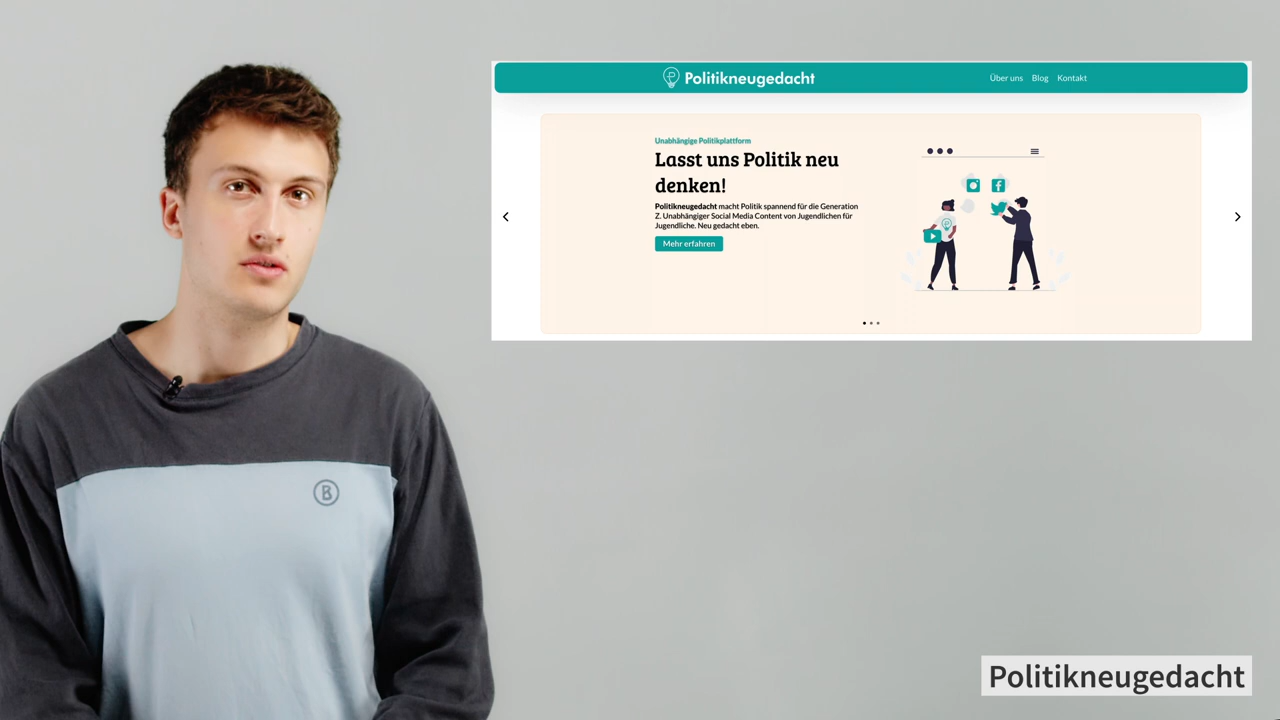 Politikneugedacht
Über uns Blog Kontakt
Unabhängige Politikplattform
Lasst uns Politik neu
denken!
Politikneugedacht macht Politik spannend für die Generation
Z. Unabhängiger Social Media Content von Jugendlichen für
Jugendliche. Neu gedacht eben.
Mehr erfahren
B
Politikneugedacht